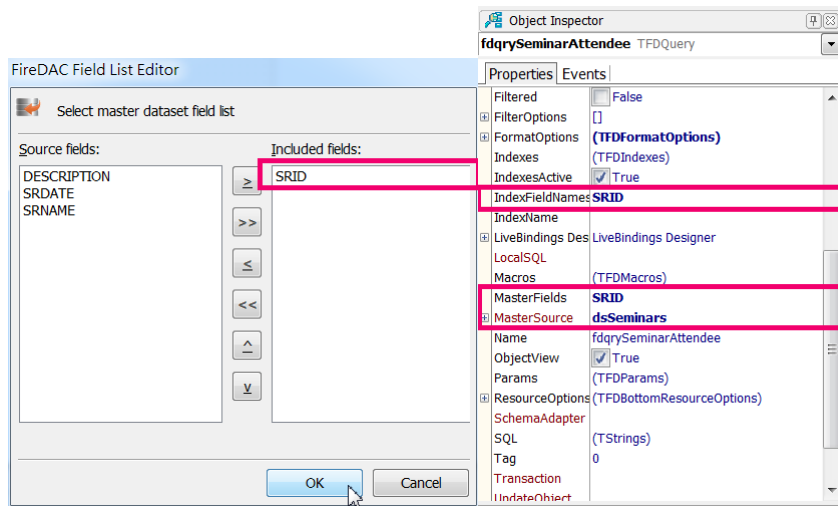 FireDAC Field List Editor
Select master dataset field list
Source fields:
DESCRIPTION
SRDATE
SRNAME
≥
>>
≤
<<
^
v
Included fields:
SRID
OK
Cancel
Object Inspector
fdqrySeminarAttendee TFDQuery
Properties Events
Filtered False
FilterOptions []
FormatOptions (TFDFormatOptions)
Indexes (TFDIndexes)
IndexesActive True
IndexFieldNames SRID
IndexName
LiveBindings Des LiveBindings Designer
LocalSQL
Macros (TFDMacros)
MasterFields SRID
MasterSource dsSeminars
Name fdqrySeminarAttendee
ObjectView True
Params (TFDParams)
ResourceOptions (TFDBottomResourceOptions)
SchemaAdapter
SQL (TStrings)
Tag 0
Transaction
UpdateObject